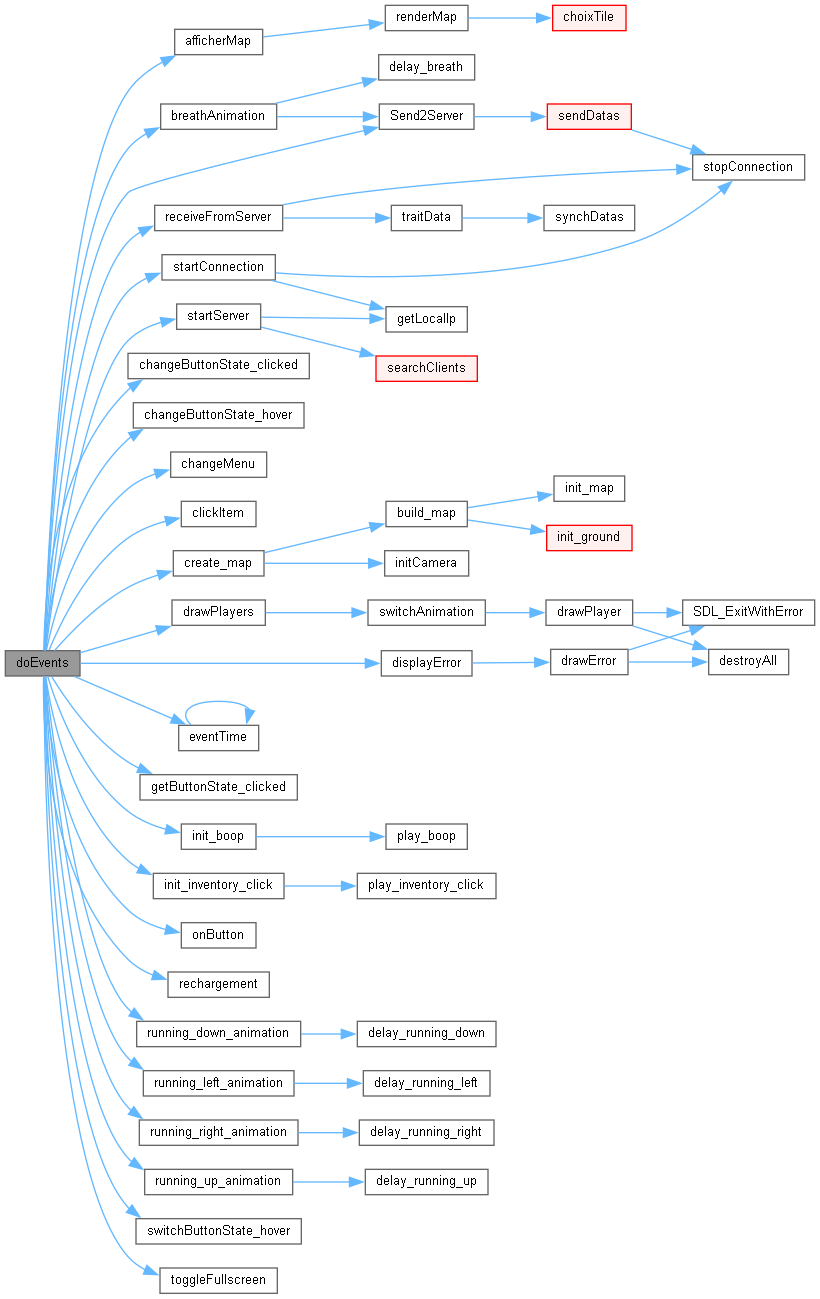 renderMap
choixTile
afficherMap
delay_breath
breathAnimation
Send2Server
sendDatas
stopConnection
receiveFromServer
traitData
synchDatas
startConnection
startServer
getLocalIp
changeButtonState_clicked
searchClients
changeButtonState_hover
changeMenu
init_map
clickItem
build_map
init_ground
create_map
initCamera
drawPlayers
switchAnimation
drawPlayer
SDL_ExitWithError
doEvents
displayError
drawError
destroyAll
eventTime
getButtonState_clicked
init_boop
play_boop
init_inventory_click
play_inventory_click
onButton
rechargement
running_down_animation
delay_running_down
running_left_animation
delay_running_left
running_right_animation
delay_running_right
running_up_animation
delay_running_up
switchButtonState_hover
toggleFullscreen